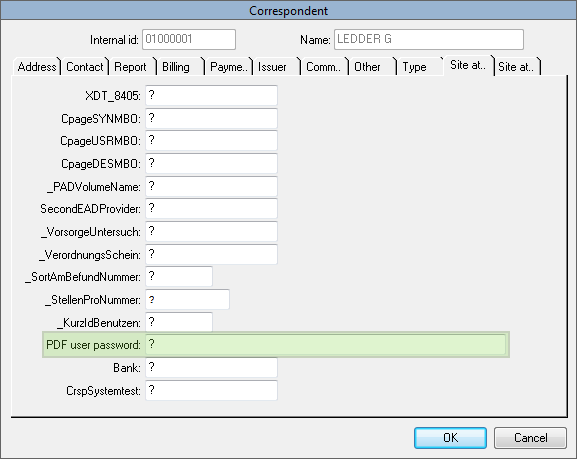 Correspondent
Internal id: 01000001 Name: LEDDER G
Address Contact Report Billing Payme.. Issuer Comm.. Other Type Site at.. Site at..
XDT_8405: ?
CpageSYNMBO: ?
CpageUSRMBO: ?
CpageDESMBO: ?
_PADVolumeName: ?
SecondEADProvider: ?
_VorsorgeUntersuch: ?
_VerordnungsSchein: ?
_SortAmBefundNummer: ?
_StellenProNummer: ?
_KurzIdBenutzen: ?
PDF user password: ?
Bank: ?
CrspSystemtest: ?
OK Cancel